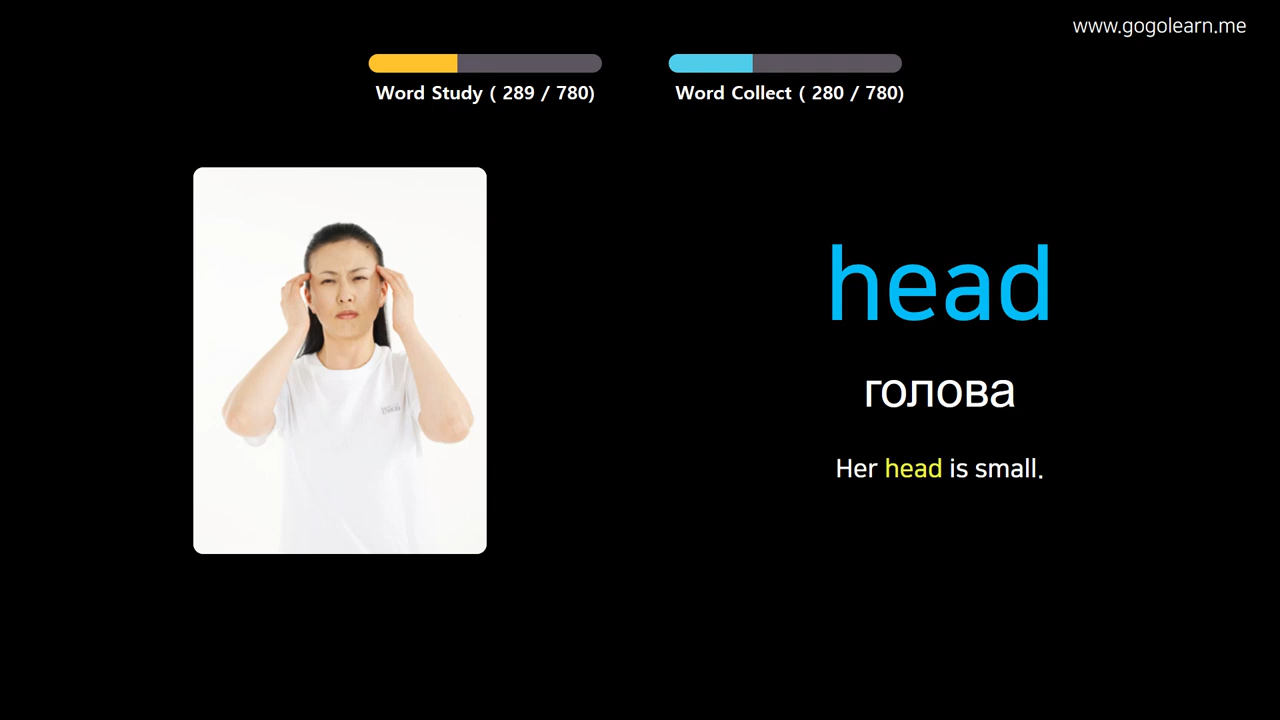 www.gogolearn.me
Word Study ( 289 / 780)
Word Collect ( 280 / 780)
head
голова
Her head is small.